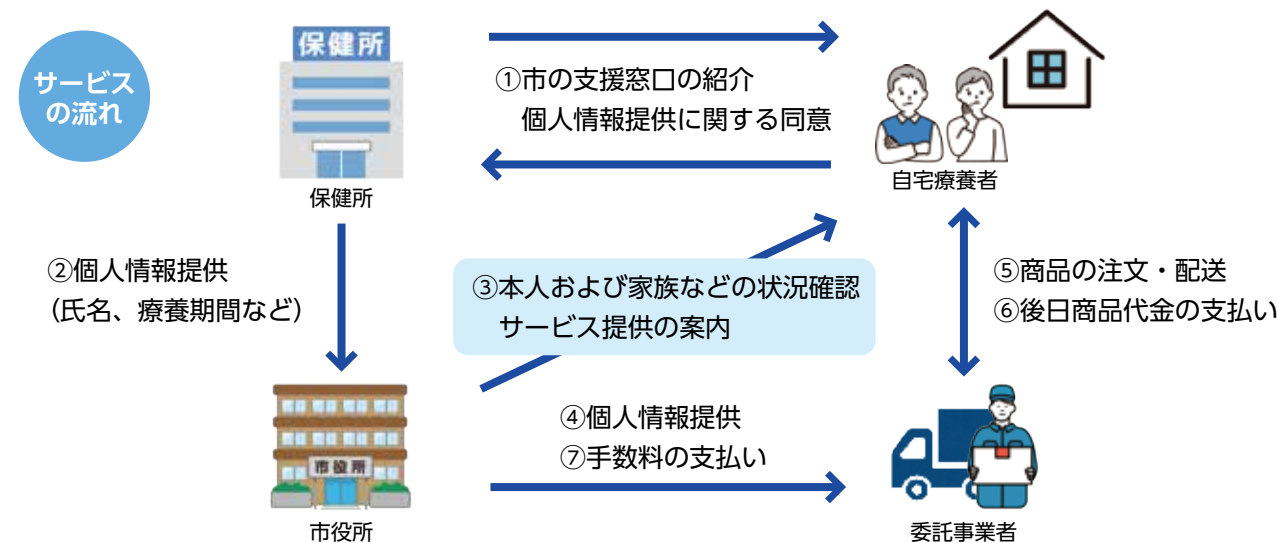 サービス
の流れ
保健所
①市の支援窓口の紹介
個人情報提供に関する同意
保健所
自宅療養者
②個人情報提供
（氏名、療養期間など）
③本人および家族などの状況確認
サービス提供の案内
⑤商品の注文・配送
⑥後日商品代金の支払い
④個人情報提供
⑦手数料の支払い
市役所
市役所
委託事業者